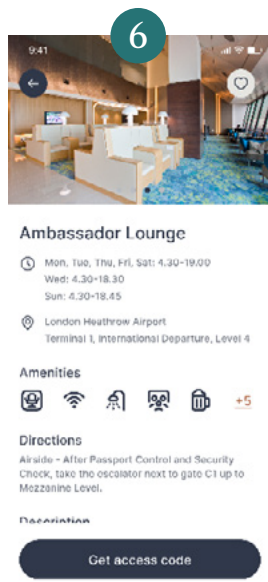 6
9:41
Ambassador Lounge
Mon, Tue, Thu, Fri, Sat: 4.30-19.00
Wed: 4.30-18.30
Sun: 4.30-18.45
London Heathrow Airport
Terminal 1, International Departure, Level 4
Amenities
+5
Directions
Airside - After Passport Control and Security
Check, take the escalator next to gate C1 up to
Mezzanine Level.
Description
Get access code